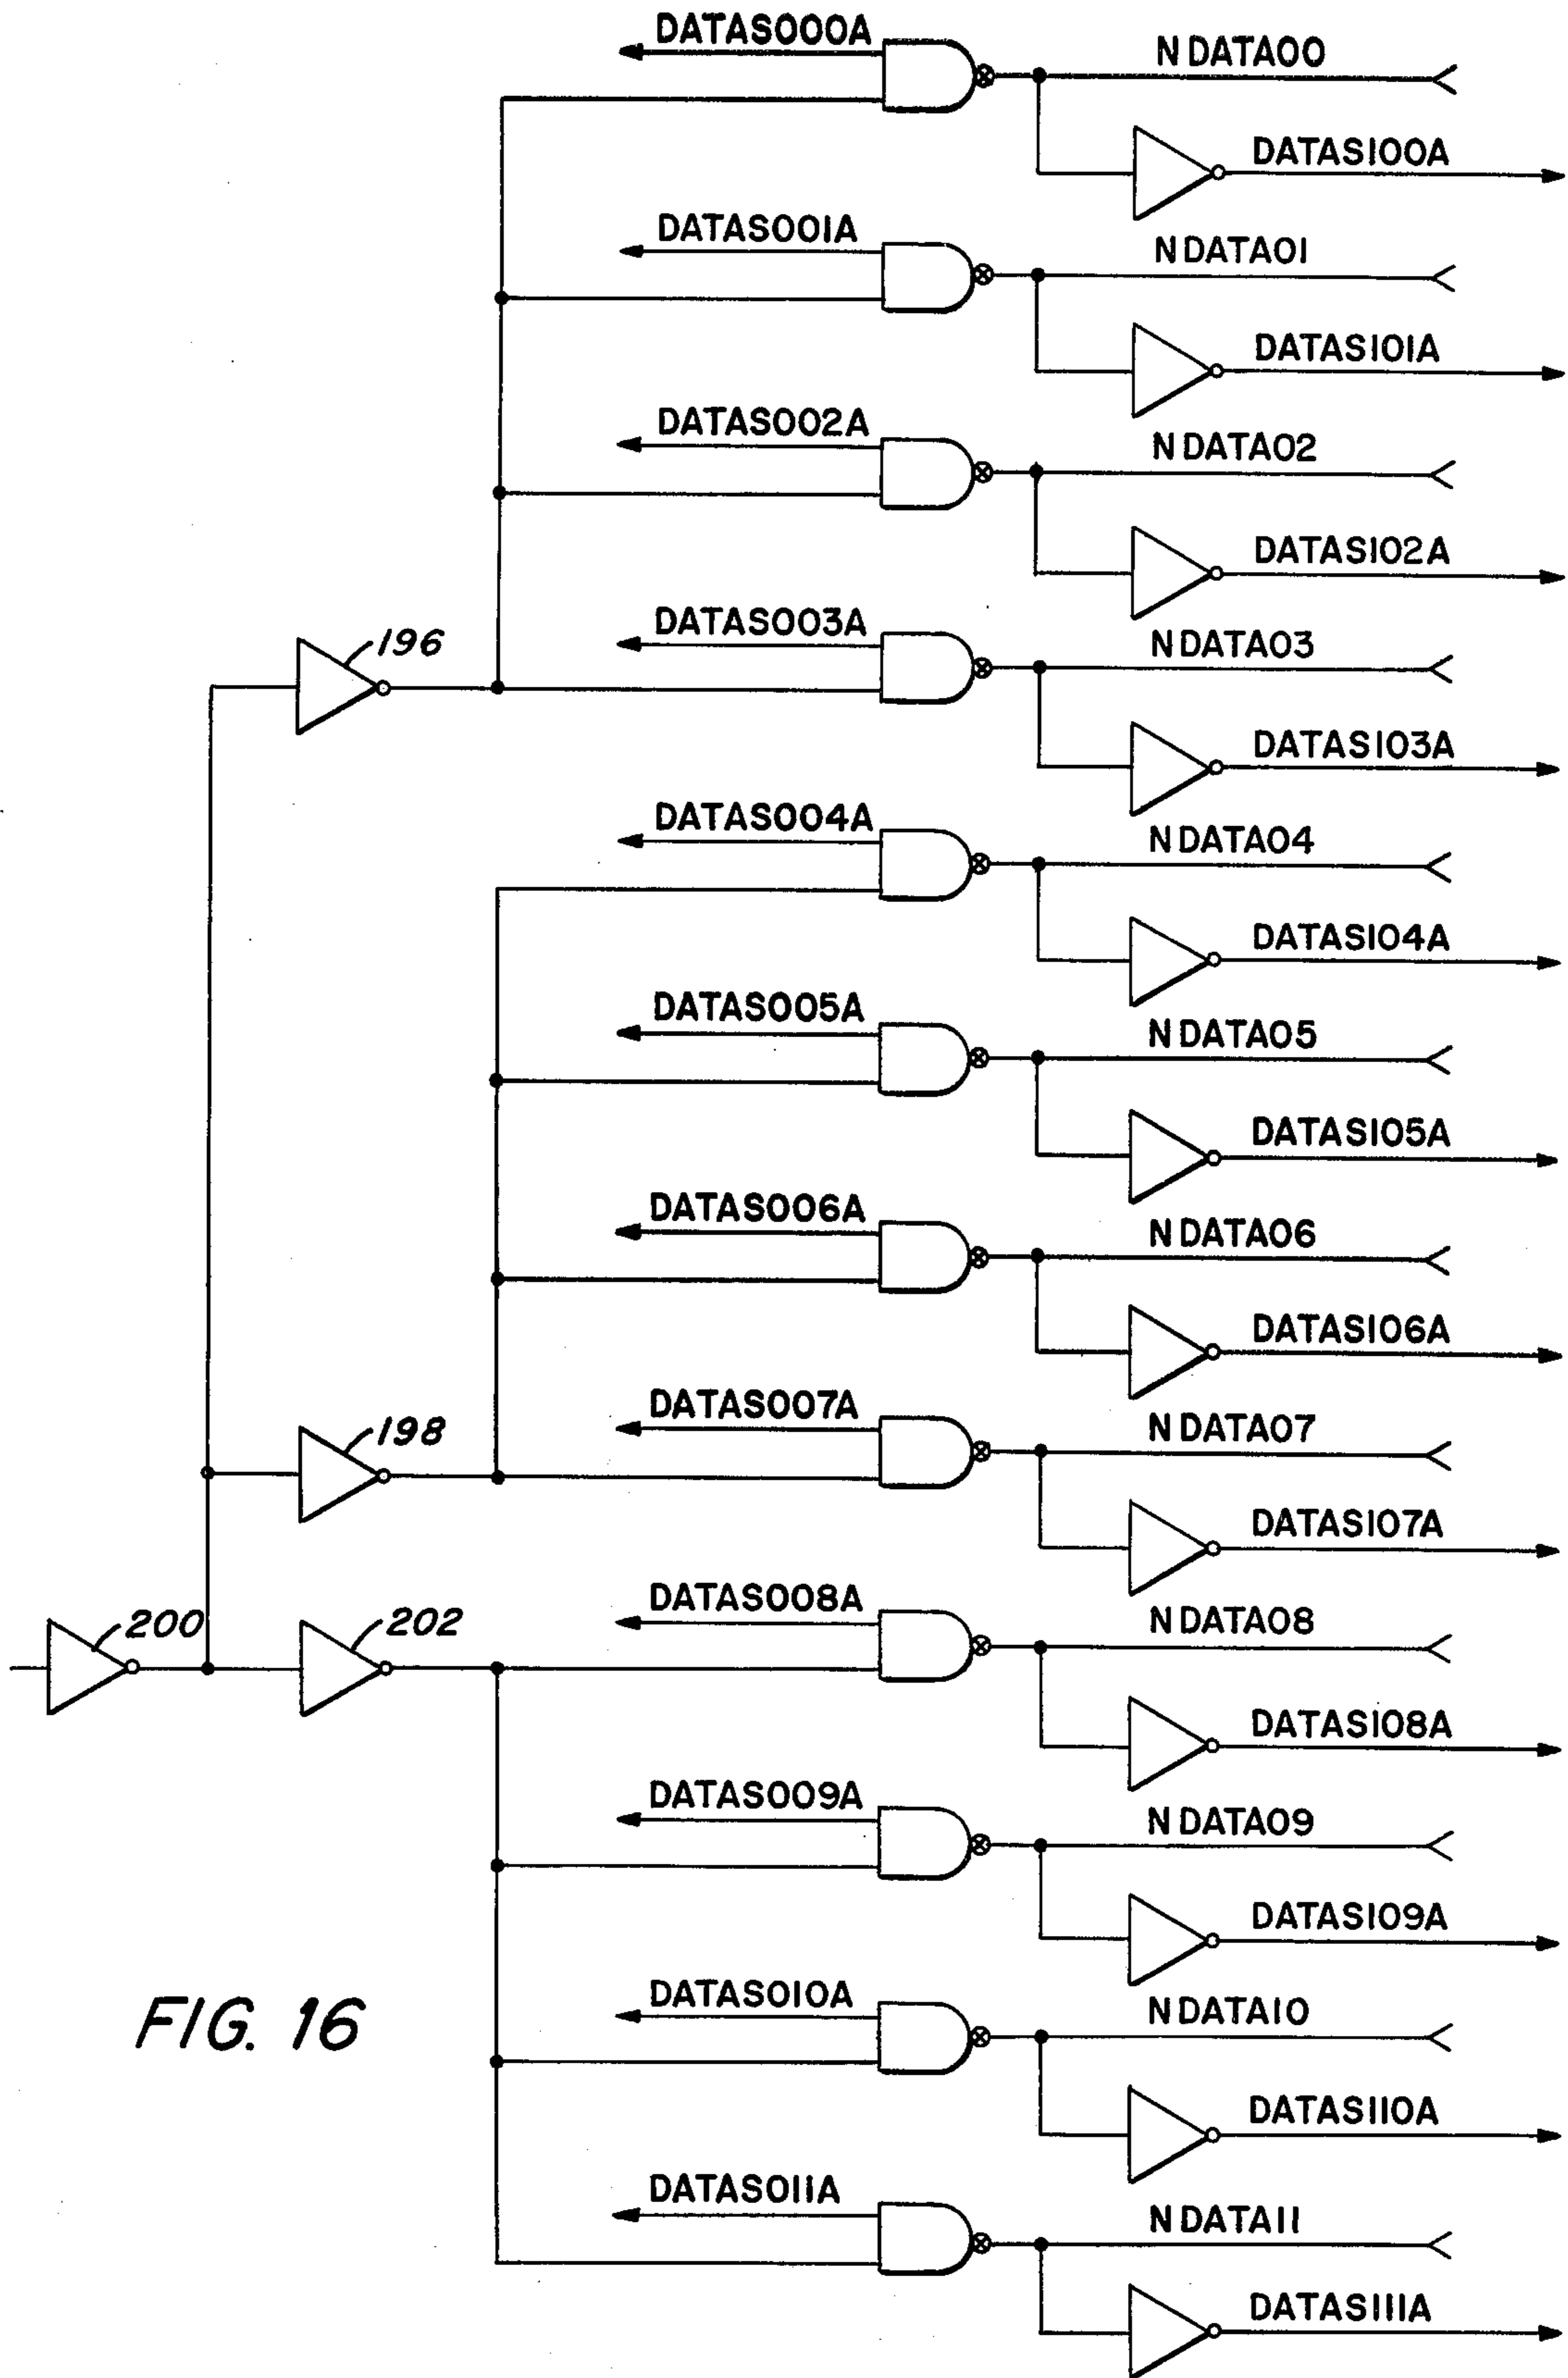 DATAS000A
NDATA00
DATAS100A
DATAS001A
NDATA01
DATAS101A
DATAS002A
NDATA02
DATAS102A
196
DATAS003A
NDATA03
DATAS103A
DATAS004A
NDATA04
DATAS104A
DATAS005A
NDATA05
DATAS105A
DATAS006A
NDATA06
DATAS106A
198
DATAS007A
NDATA07
DATAS107A
200
202
DATAS008A
NDATA08
DATAS108A
DATAS009A
NDATA09
DATAS109A
FIG. 16
DATAS010A
NDATA10
DATAS110A
DATAS011A
NDATA11
DATAS111A